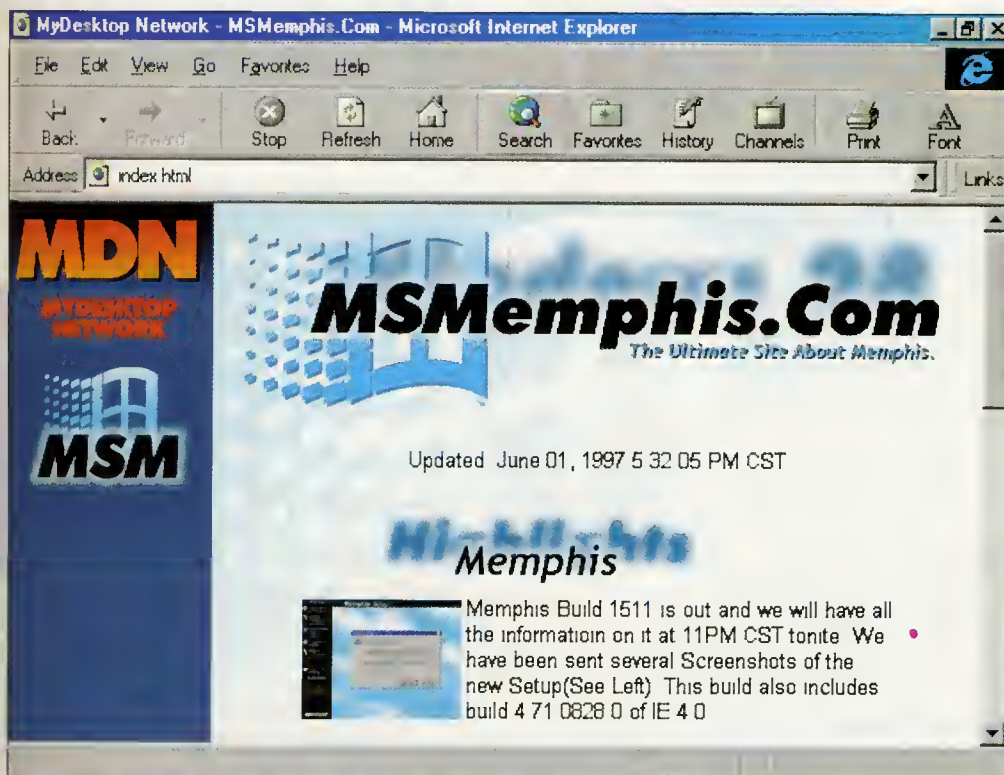 MyDesktop Network - MSMemphis.Com - Microsoft Internet Explorer
File Edit View Go Favorites Help
Back Forward Stop Refresh Home Search Favorites History Channels Print Font
Address index html Links
MDN
MYDESKTOP
NETWORK
MSM
Windows 98
MSMemphis.Com
The Ultimate Site About Memphis.
Updated June 01, 1997 5 32 05 PM CST
Highlights
Memphis
Memphis Build 1511 is out and we will have all
the informatioin on it at 11PM CST tonite We
have been sent several Screenshots of the
new Setup(See Left) This build also includes
build 4 71 0828 0 of IE 4 0